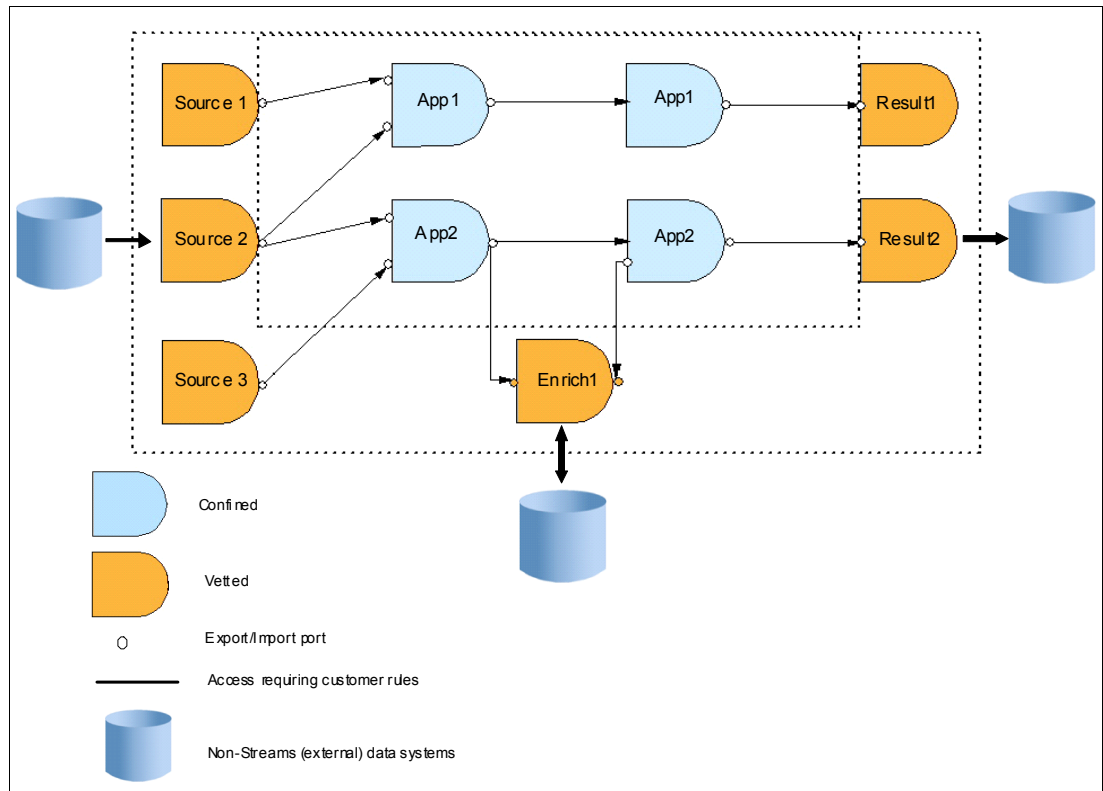 Source 1
App1
App1
Result1
Source 2
App2
App2
Result2
Source 3
Enrich1
Confined
Vetted
Export/Import port
Access requiring customer rules
Non-Streams (external) data systems